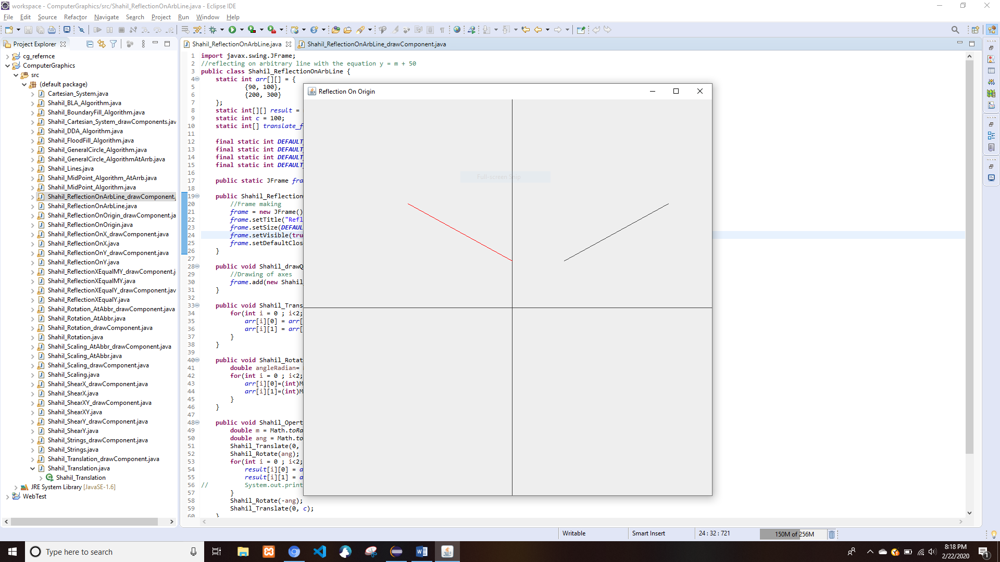 workspace - ComputerGraphics/src/Shahil_ReflectionOnArbLine.java - Eclipse IDE
File Edit Source Refactor Navigate Search Project Run Window Help
Project Explorer
Shahil_ReflectionOnArbLine.java
Shahil_ReflectionOnArbLine_drawComponent.java
cg_refernce
ComputerGraphics
src
(default package)
Cartesian_System.java
Shahil_BLA_Algorithm.java
Shahil_BoundaryFill_Algorithm.java
Shahil_Cartesian_System_drawComponents.jav
Shahil_DDA_Algorithm.java
Shahil_FloodFill_Algorithm.java
Shahil_GeneralCircle_Algorithm.java
Shahil_GeneralCircle_AlgorithmAtArrb.java
Shahil_Lines.java
Shahil_MidPoint_Algorithm_AtArrb.java
Shahil_MidPoint_Algorithm.java
Shahil_ReflectionOnArbLine_drawComponent.
Shahil_ReflectionOnArbLine.java
Shahil_ReflectionOnOrigin_drawComponent.ja
Shahil_ReflectionOnOrigin.java
Shahil_ReflectionOnX_drawComponent.java
Shahil_ReflectionOnX.java
Shahil_ReflectionOnY_drawComponent.java
Shahil_ReflectionOnY.java
Shahil_ReflectionXEqualMY_drawComponent.j
Shahil_ReflectionXEqualMY.java
Shahil_ReflectionXEqualY_drawComponent.jav
Shahil_ReflectionXEqualY.java
Shahil_Rotation_AtAbbr_drawComponent.java
Shahil_Rotation_AtAbbr.java
Shahil_Rotation_drawComponent.java
Shahil_Rotation.java
Shahil_Scaling_AtAbbr_drawComponent.java
Shahil_Scaling_AtAbbr.java
Shahil_Scaling_drawComponent.java
Shahil_Scaling.java
Shahil_ShearX_drawComponent.java
Shahil_ShearX.java
Shahil_ShearXY_drawComponent.java
Shahil_ShearXY.java
Shahil_ShearY_drawComponent.java
Shahil_ShearY.java
Shahil_Strings_drawComponent.java
Shahil_Strings.java
Shahil_Translation_drawComponent.java
Shahil_Translation.java
Shahil_Translation
JRE System Library [JavaSE-1.6]
WebTest
1 import javax.swing.JFrame;
2 //reflecting on arbitrary line with the equation y = m + 50
3 public class Shahil_ReflectionOnArbLine {
4 static int arr[][] = {
5 {90, 100},
6 {200, 300}
7 };
8 static int[][] result =
9 static int c = 100;
10 static int[] translate_f
11
12 final static int DEFAULT
13 final static int DEFAULT
14 final static int DEFAULT
15 final static int DEFAULT
16
17 public static JFrame fra
18
19 public Shahil_Reflection
20 //Frame making
21 frame = new JFrame()
22 frame.setTitle("Refl
23 frame.setSize(DEFAUL
24 frame.setVisible(tru
25 frame.setDefaultClos
26 }
27
28 public void Shahil_drawQ
29 //Drawing of axes
30 frame.add(new Shahil
31 }
32
33 public void Shahil_Trans
34 for(int i = 0 ; i<2;
35 arr[i][0] = arr[
36 arr[i][1] = arr[
37 }
38 }
39
40 public void Shahil_Rotat
41 double angleRadian=
42 for(int i = 0 ; i<2;
43 arr[i][0]=(int)M
44 arr[i][1]=(int)M
45 }
46 }
47
48 public void Shahil_Opert
49 double m = Math.toRa
50 double ang = Math.to
51 Shahil_Translate(0,
52 Shahil_Rotate(ang);
53 for(int i = 0 ; i<2;
54 result[i][0] = a
55 result[i][1] = a
56 // System.out.print
57 }
58 Shahil_Rotate(-ang);
59 Shahil_Translate(0, c);
60 }
Reflection On Origin
Full-screen Snip
Writable Smart Insert 24 : 32 : 721 150M of 256M
Type here to search
8:18 PM
2/22/2020
1